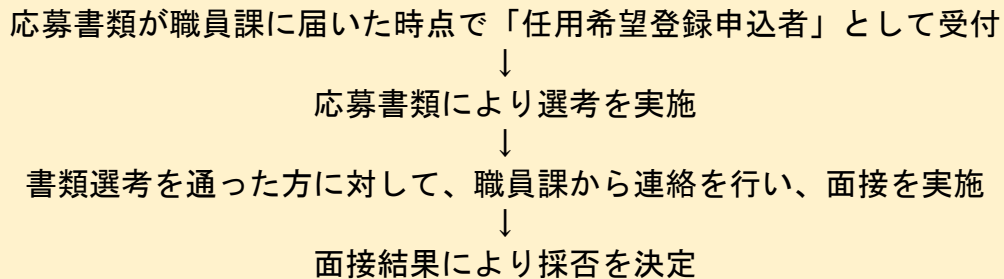 応募書類が職員課に届いた時点で「任用希望登録申込者」として受付
↓
応募書類により選考を実施
↓
書類選考を通った方に対して、職員課から連絡を行い、面接を実施
↓
面接結果により採否を決定